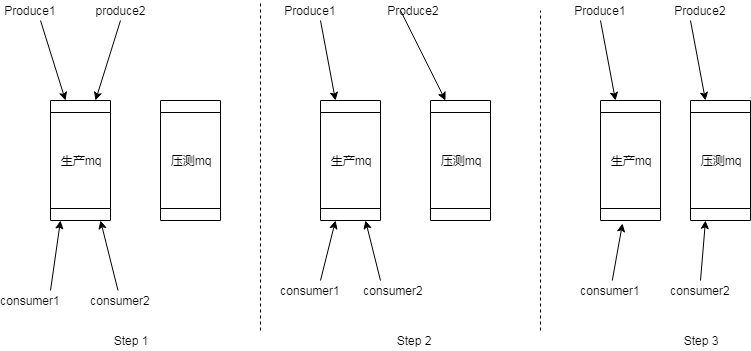 Produce1
produce2
生产mq
压测mq
consumer1
consumer2
Step 1
Produce1
Produce2
生产mq
压测mq
consumer1
consumer2
Step 2
Produce1
Produce2
生产mq
压测mq
consumer1
consumer2
Step 3